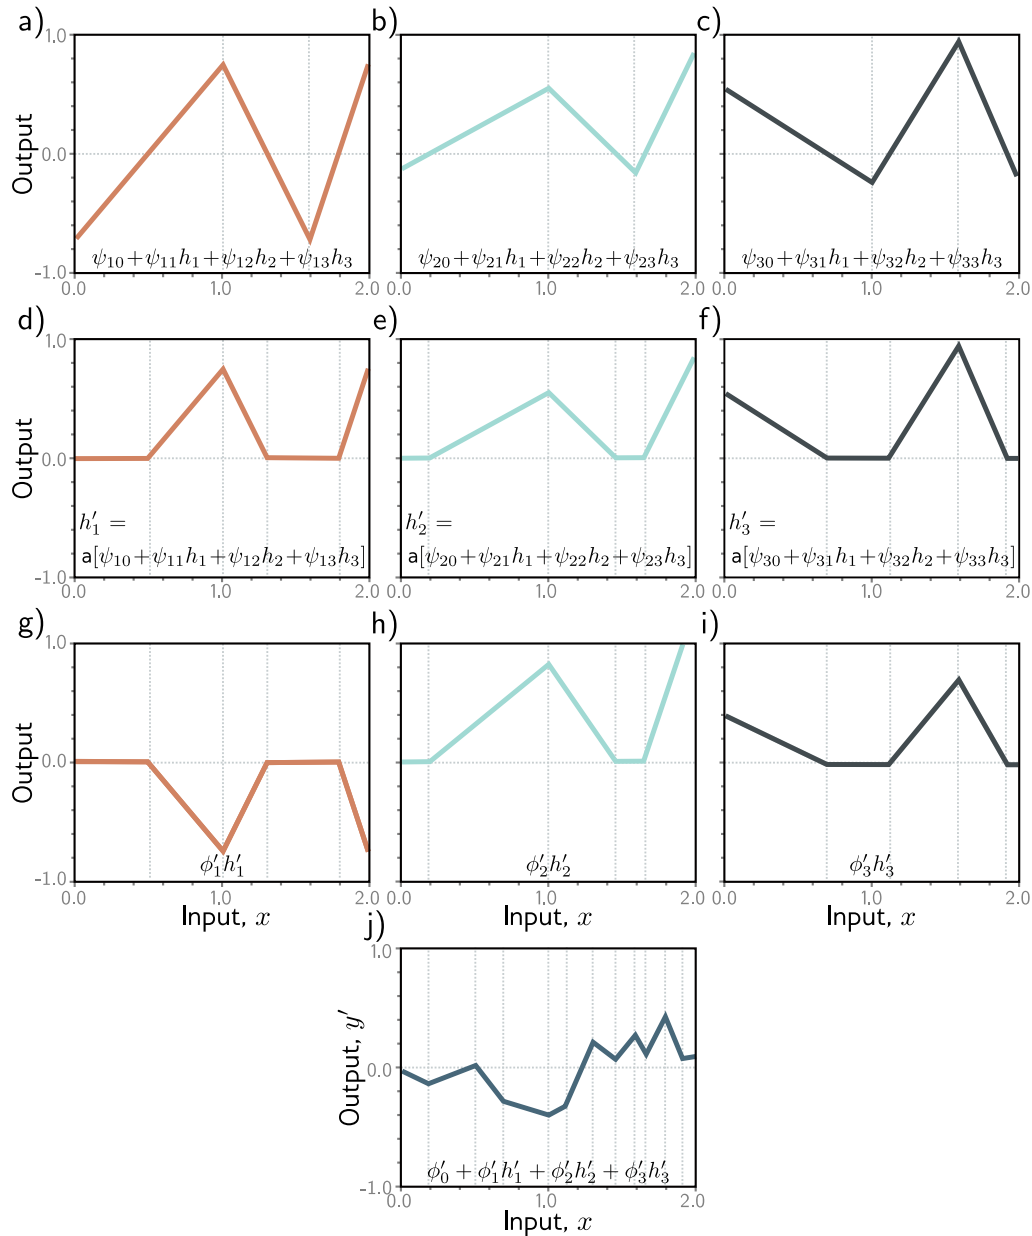 a)
b)
c)
1.0
0.0
-1.0
Output
ψ₁₀+ψ₁₁h₁+ψ₁₂h₂+ψ₁₃h₃
ψ₂₀+ψ₂₁h₁+ψ₂₂h₂+ψ₂₃h₃
ψ₃₀+ψ₃₁h₁+ψ₃₂h₂+ψ₃₃h₃
0.0 1.0 2.0 0.0 1.0 2.0 0.0 1.0 2.0
d)
e)
f)
1.0
0.0
-1.0
Output
h′₁ =
a[ψ₁₀+ψ₁₁h₁+ψ₁₂h₂+ψ₁₃h₃]
h′₂ =
a[ψ₂₀+ψ₂₁h₁+ψ₂₂h₂+ψ₂₃h₃]
h′₃ =
a[ψ₃₀+ψ₃₁h₁+ψ₃₂h₂+ψ₃₃h₃]
0.0 1.0 2.0 0.0 1.0 2.0 0.0 1.0 2.0
g)
h)
i)
1.0
0.0
-1.0
Output
ϕ′₁h′₁
ϕ′₂h′₂
ϕ′₃h′₃
0.0 1.0 2.0 0.0 1.0 2.0 0.0 1.0 2.0
Input, x
Input, x
Input, x
j)
1.0
0.0
-1.0
Output, y′
ϕ′₀ + ϕ′₁h′₁ + ϕ′₂h′₂ + ϕ′₃h′₃
0.0 1.0 2.0
Input, x